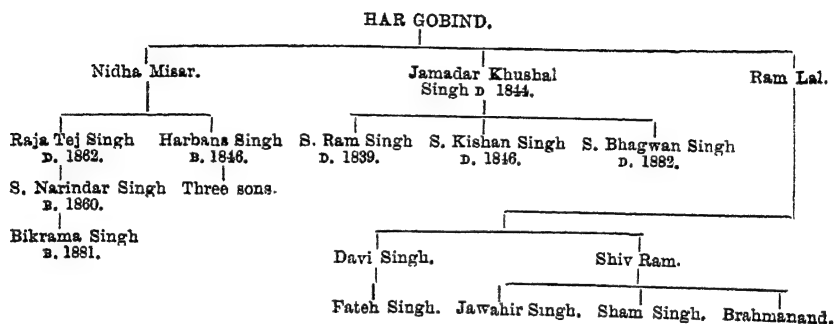 HAR GOBIND.
Nidha Misar. Jamadar Khushal Ram Lal.
Singh D 1844.
Raja Tej Singh Harbans Singh S. Ram Singh S. Kishan Singh S. Bhagwan Singh
D. 1862. B. 1846. D. 1839. D. 1846. D. 1882.
S. Narindar Singh Three sons.
B. 1860.
Bikrama Singh
B. 1881.
Davi Singh. Shiv Ram.
Fateh Singh. Jawahir Singh. Sham Singh. Brahmanand.